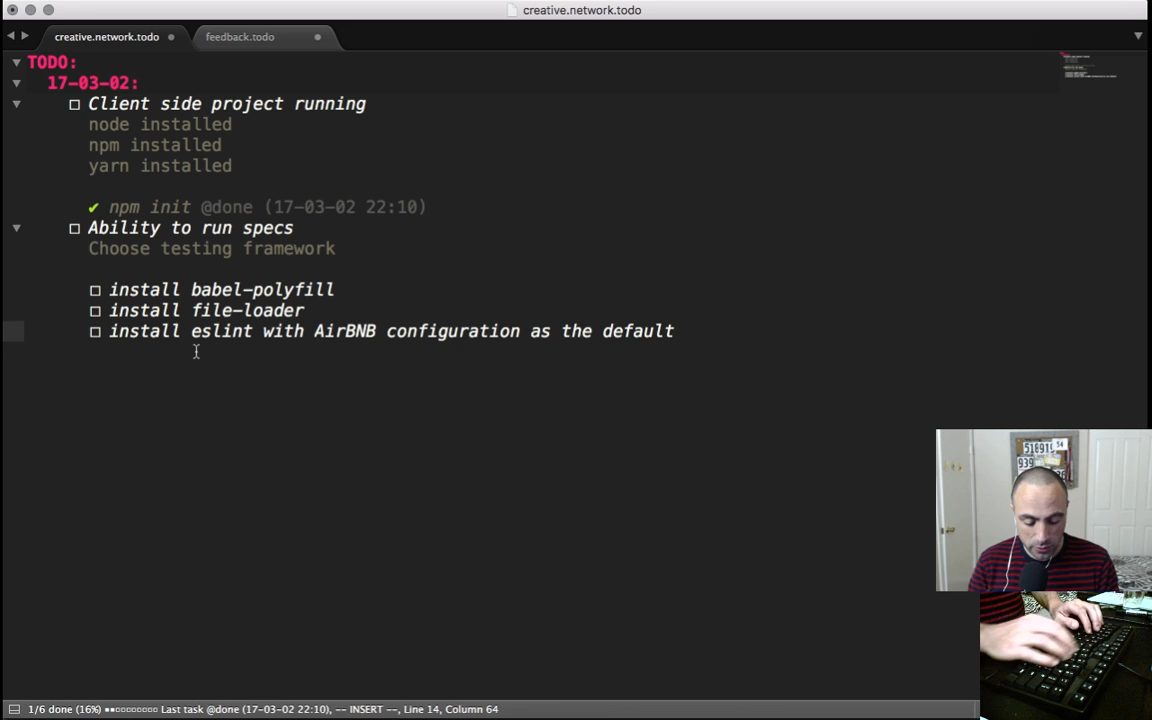 creative.network.todo
creative.network.todo
feedback.todo
TODO:
17-03-02:
Client side project running
node installed
npm installed
yarn installed
✔ npm init @done (17-03-02 22:10)
Ability to run specs
Choose testing framework
install babel-polyfill
install file-loader
install eslint with AirBNB configuration as the default
1/6 done (16%) Last task @done (17-03-02 22:10), -- INSERT --, Line 14, Column 64
518919
54
939